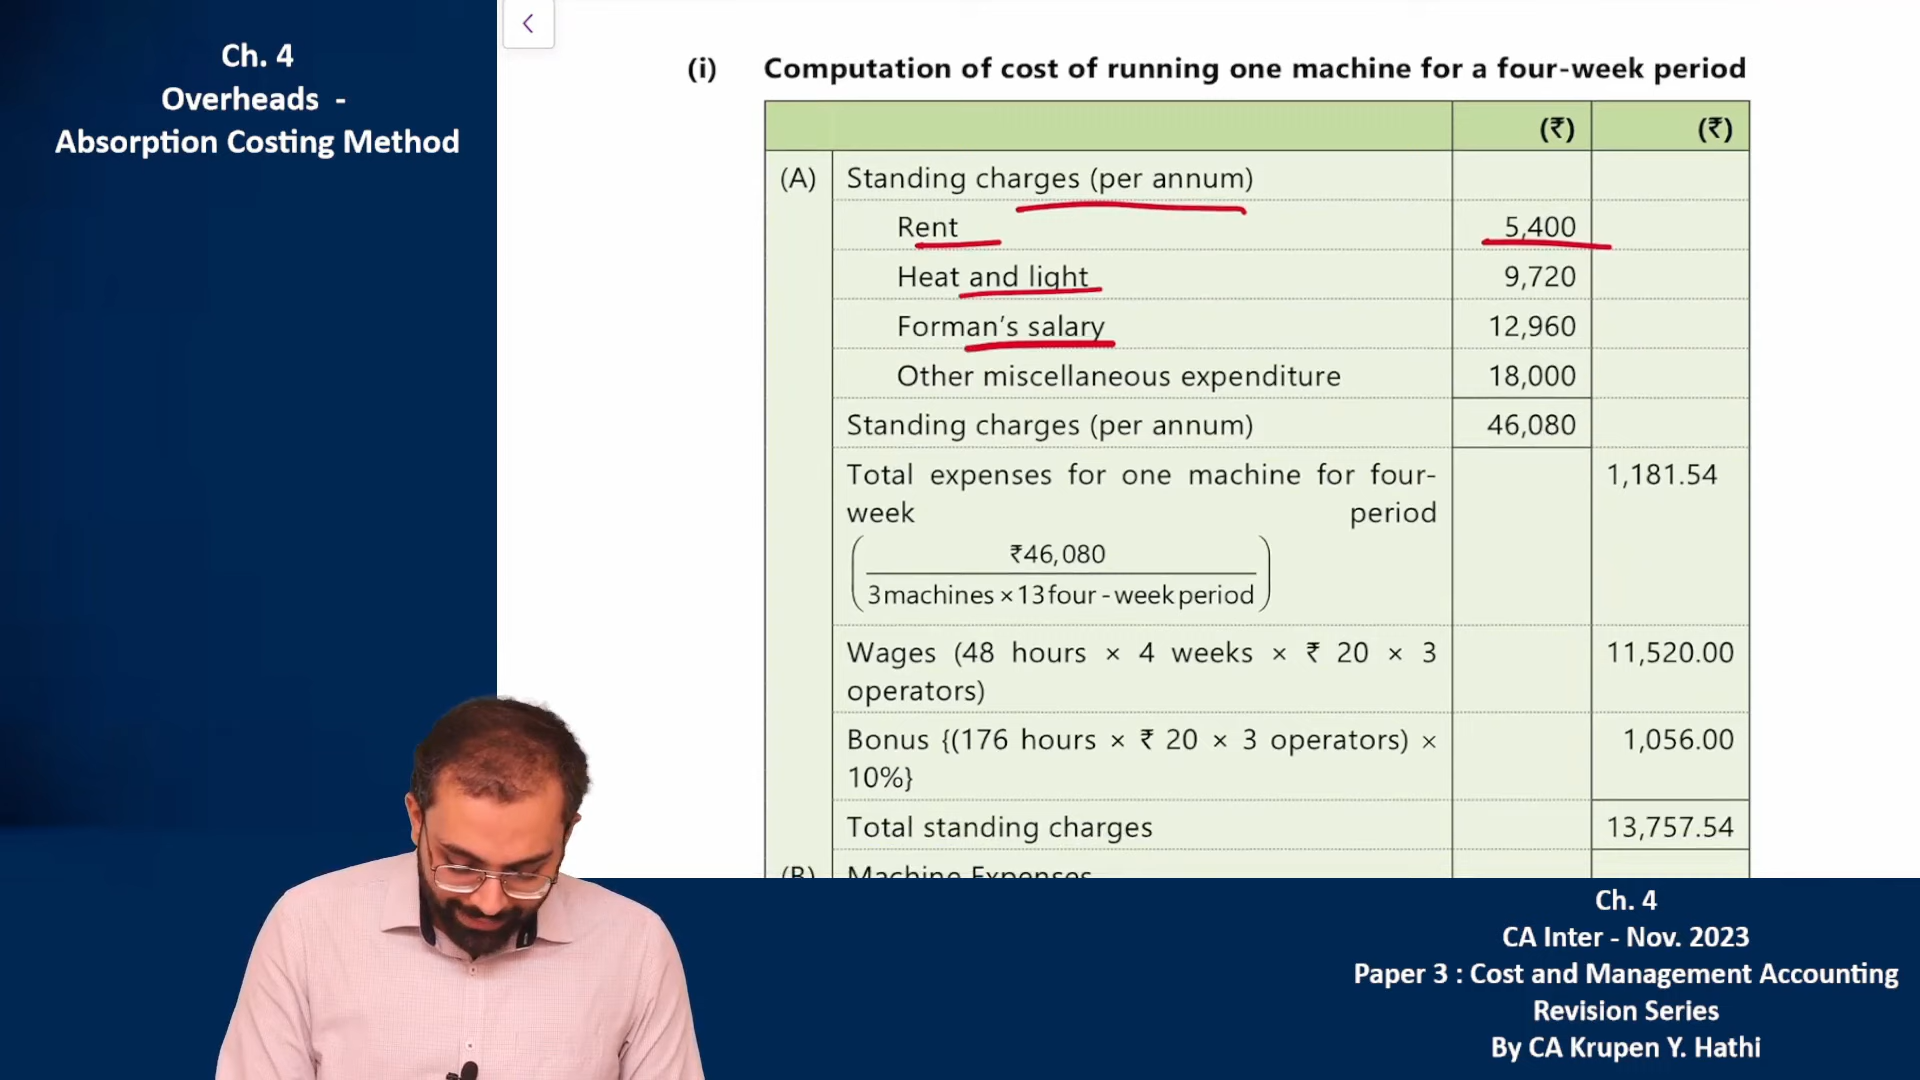 Ch. 4
Overheads -
Absorption Costing Method
(i) Computation of cost of running one machine for a four-week period
(₹) (₹)
(A) Standing charges (per annum)
Rent 5,400
Heat and light 9,720
Forman's salary 12,960
Other miscellaneous expenditure 18,000
Standing charges (per annum) 46,080
Total expenses for one machine for four- 1,181.54
week period
₹46,080
3machines × 13four - week period
Wages (48 hours × 4 weeks × ₹ 20 × 3 11,520.00
operators)
Bonus {(176 hours × ₹ 20 × 3 operators) × 1,056.00
10%}
Total standing charges 13,757.54
(B) Machine Expenses
Ch. 4
CA Inter - Nov. 2023
Paper 3 : Cost and Management Accounting
Revision Series
By CA Krupen Y. Hathi